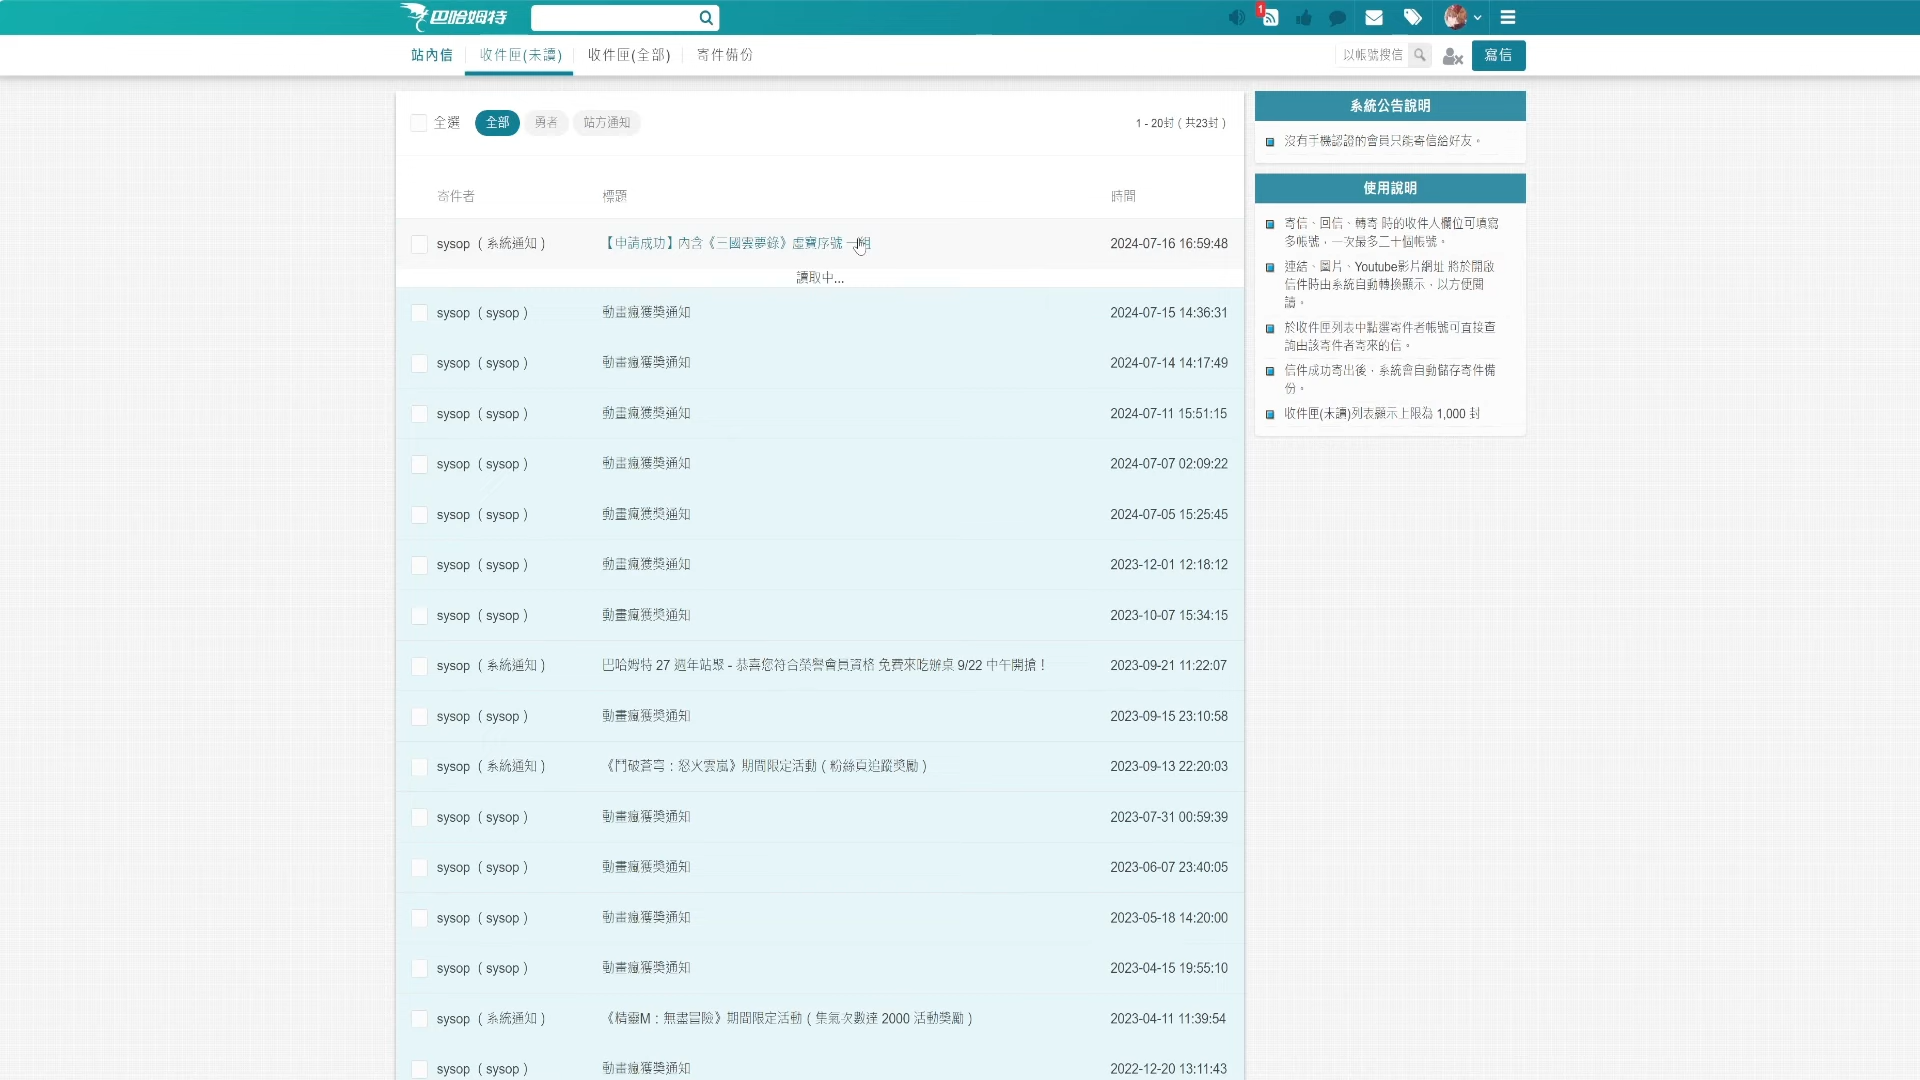 巴哈姆特
1
站內信 收件匣(未讀) 收件匣(全部) 寄件備份 以帳號搜信 寫信
全選 全部 勇者 站方通知 1 - 20封 ( 共23封 )
寄件者 標題 時間
sysop ( 系統通知 ) 【申請成功】內含《三國雲夢錄》虛寶序號 一組 2024-07-16 16:59:48
讀取中...
sysop ( sysop ) 動畫瘋獲獎通知 2024-07-15 14:36:31
sysop ( sysop ) 動畫瘋獲獎通知 2024-07-14 14:17:49
sysop ( sysop ) 動畫瘋獲獎通知 2024-07-11 15:51:15
sysop ( sysop ) 動畫瘋獲獎通知 2024-07-07 02:09:22
sysop ( sysop ) 動畫瘋獲獎通知 2024-07-05 15:25:45
sysop ( sysop ) 動畫瘋獲獎通知 2023-12-01 12:18:12
sysop ( sysop ) 動畫瘋獲獎通知 2023-10-07 15:34:15
sysop ( 系統通知 ) 巴哈姆特 27 週年站聚 - 恭喜您符合榮譽會員資格 免費來吃辦桌 9/22 中午開搶！ 2023-09-21 11:22:07
sysop ( sysop ) 動畫瘋獲獎通知 2023-09-15 23:10:58
sysop ( 系統通知 ) 《鬥破蒼穹：怒火雲嵐》期間限定活動 ( 粉絲頁追蹤獎勵 ) 2023-09-13 22:20:03
sysop ( sysop ) 動畫瘋獲獎通知 2023-07-31 00:59:39
sysop ( sysop ) 動畫瘋獲獎通知 2023-06-07 23:40:05
sysop ( sysop ) 動畫瘋獲獎通知 2023-05-18 14:20:00
sysop ( sysop ) 動畫瘋獲獎通知 2023-04-15 19:55:10
sysop ( 系統通知 ) 《精靈M：無盡冒險》期間限定活動 ( 集氣次數達 2000 活動獎勵 ) 2023-04-11 11:39:54
sysop ( sysop ) 動畫瘋獲獎通知 2022-12-20 13:11:43
系統公告說明
沒有手機認證的會員只能寄信給好友。
使用說明
寄信、回信、轉寄 時的收件人欄位可填寫
多帳號，一次最多二十個帳號。
連結、圖片、Youtube影片網址 將於開啟
信件時由系統自動轉換顯示，以方便閱
讀。
於收件匣列表中點選寄件者帳號可直接查
詢由該寄件者寄來的信。
信件成功寄出後，系統會自動儲存寄件備
份。
收件匣(未讀)列表顯示上限為 1,000 封